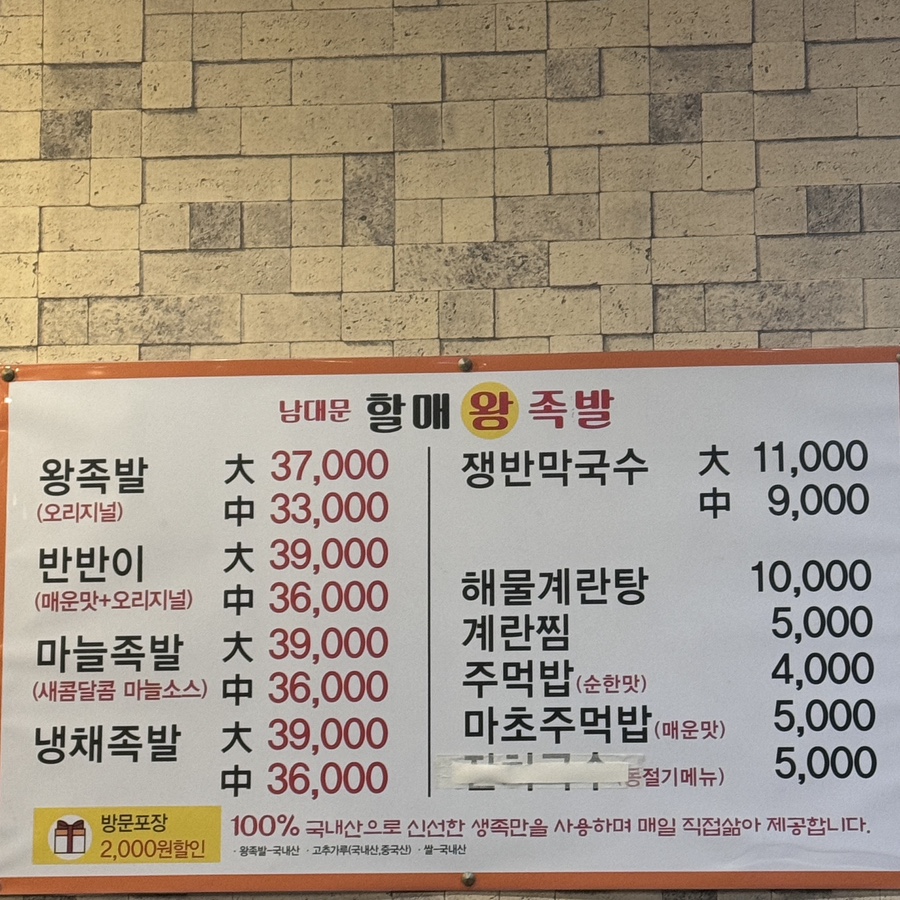 남대문 할매 왕 족발
왕족발 大 37,000
(오리지널) 中 33,000
반반이 大 39,000
(매운맛+오리지널) 中 36,000
마늘족발 大 39,000
(새콤달콤 마늘소스) 中 36,000
냉채족발 大 39,000
中 36,000
쟁반막국수 大 11,000
中 9,000
해물계란탕 10,000
계란찜 5,000
주먹밥(순한맛) 4,000
마초주먹밥(매운맛) 5,000
동절기메뉴) 5,000
방문포장
2,000원할인
100% 국내산으로 신선한 생족만을 사용하며 매일 직접삶아 제공합니다.
· 왕족발-국내산 · 고추가루(국내산,중국산) · 쌀-국내산